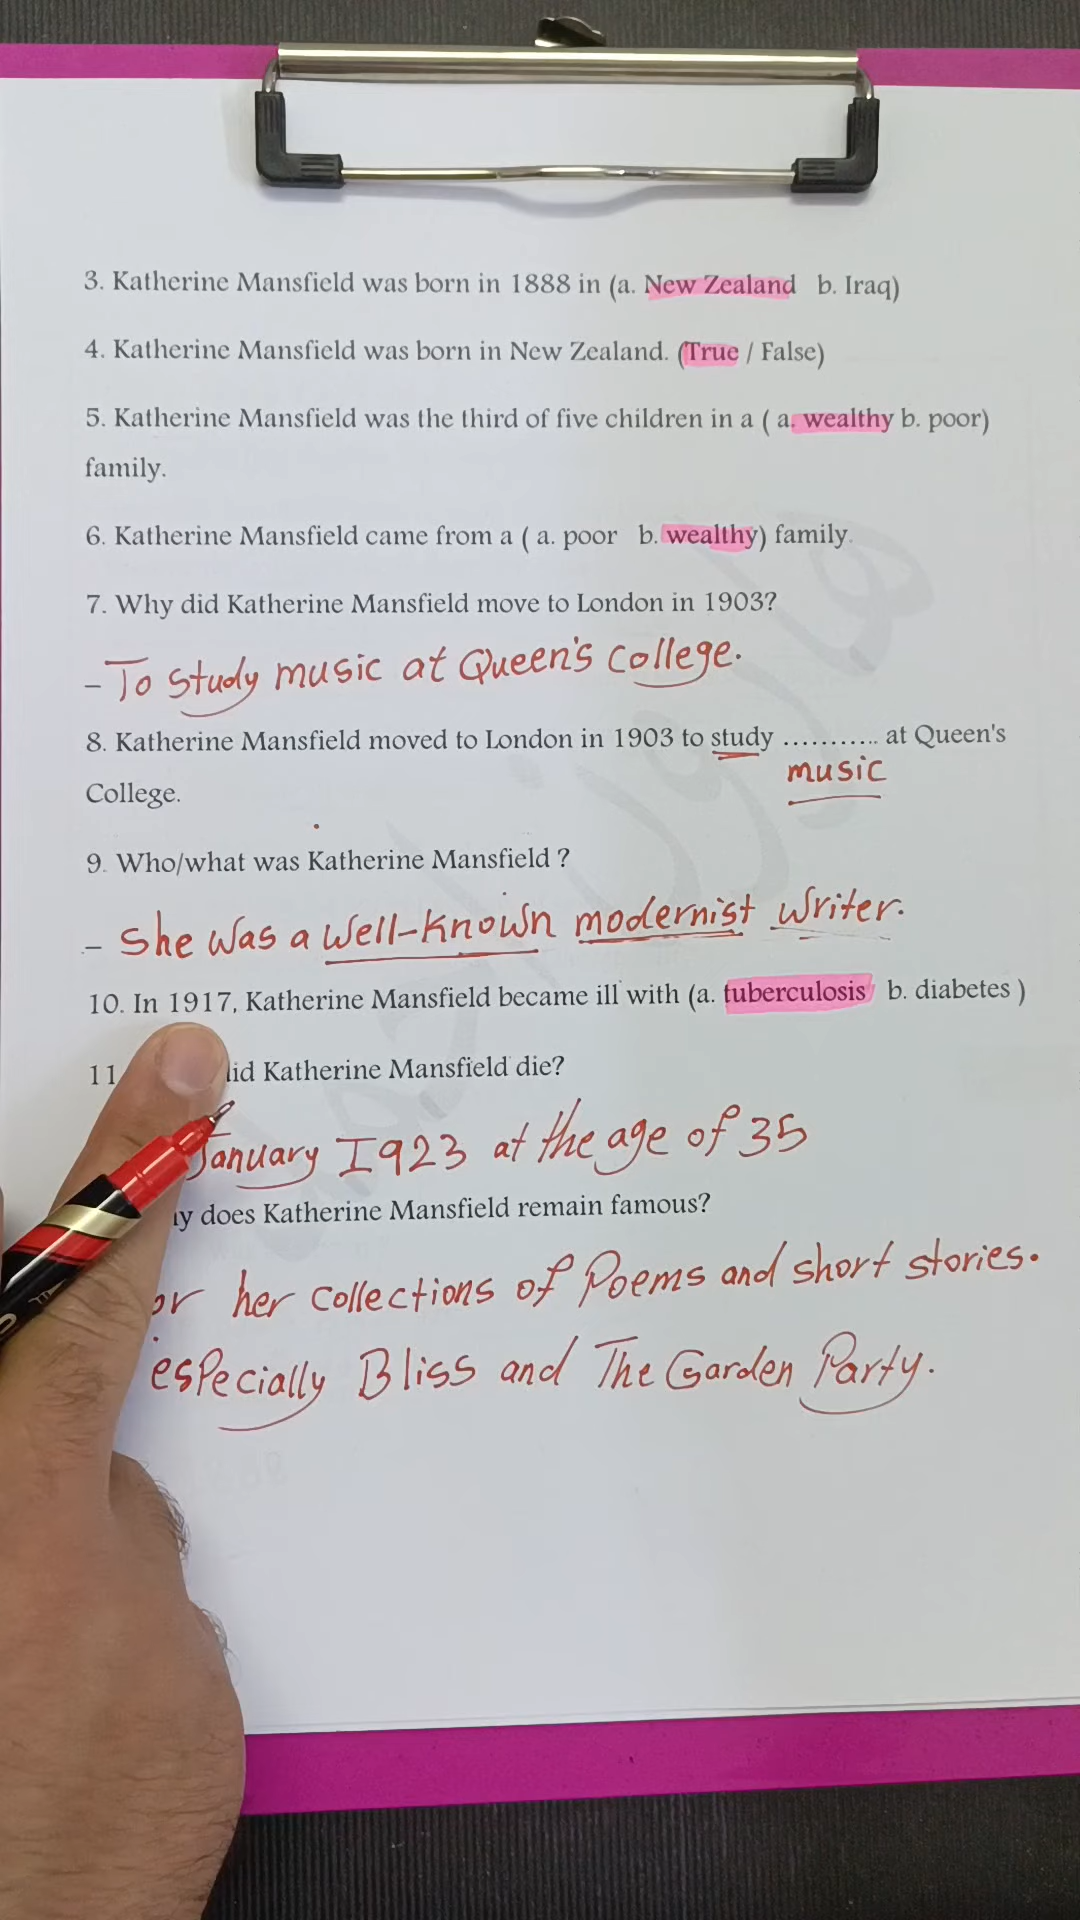 3. Katherine Mansfield was born in 1888 in (a. New Zealand b. Iraq)
4. Katherine Mansfield was born in New Zealand. (True / False)
5. Katherine Mansfield was the third of five children in a ( a. wealthy b. poor)
family.
6. Katherine Mansfield came from a ( a. poor b. wealthy) family.
7. Why did Katherine Mansfield move to London in 1903?
- To study music at Queen's college.
8. Katherine Mansfield moved to London in 1903 to study ........... at Queen's
music
College.
9. Who/what was Katherine Mansfield ?
- She was a well-known modernist writer.
10. In 1917, Katherine Mansfield became ill with (a. tuberculosis b. diabetes )
11 did Katherine Mansfield die?
January 1923 at the age of 35
does Katherine Mansfield remain famous?
her collections of Poems and short stories.
especially Bliss and The Garden Party.